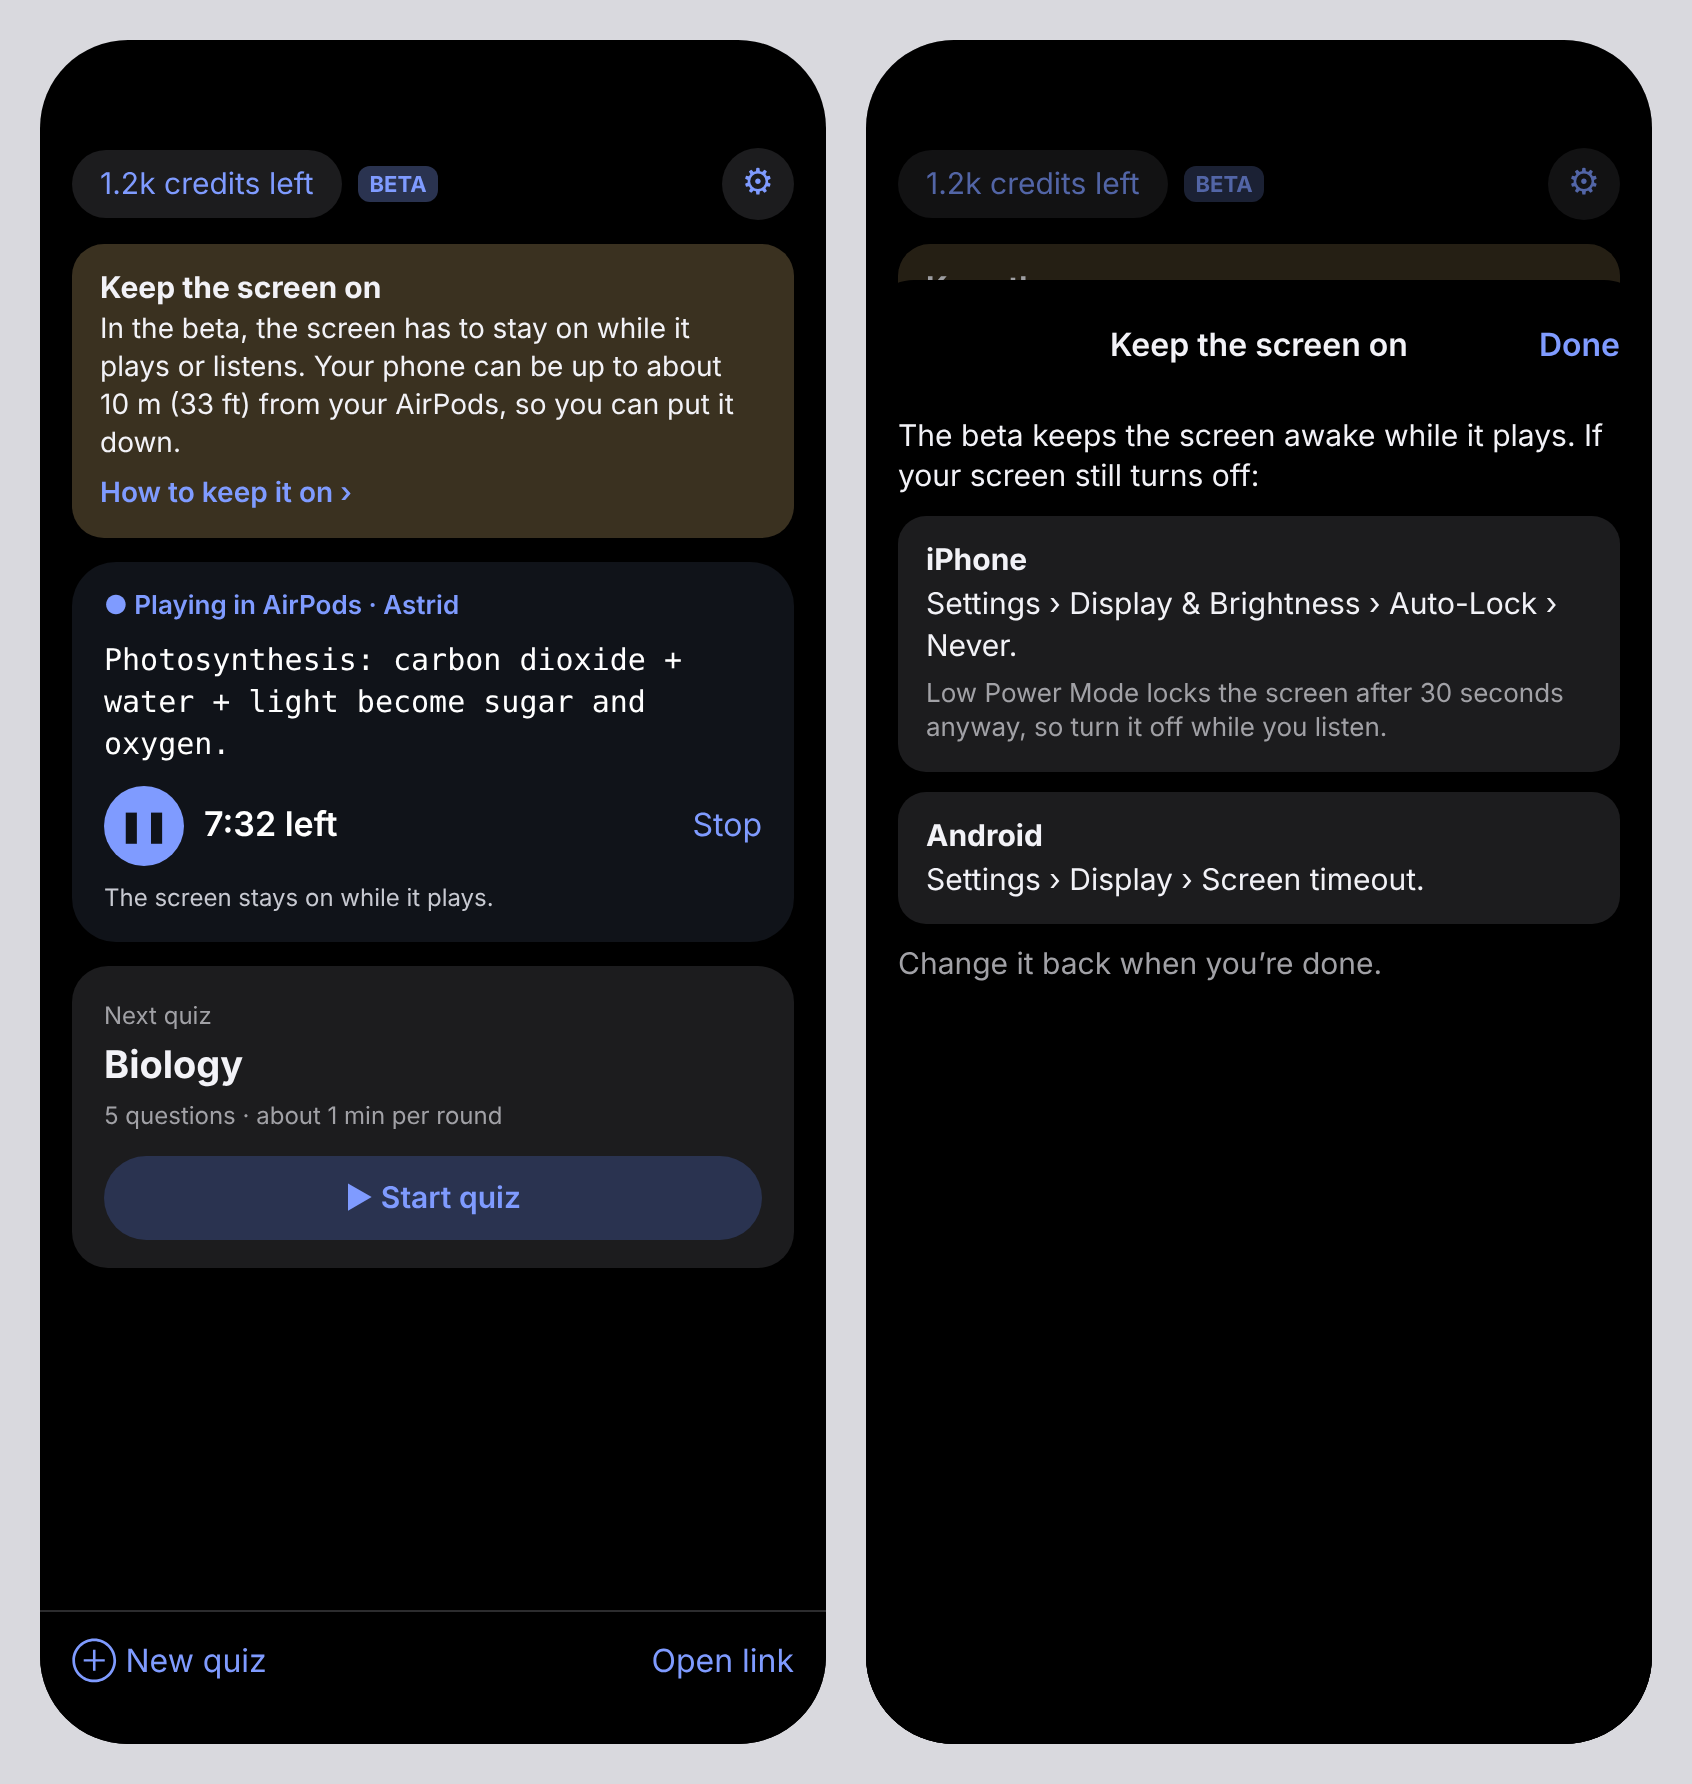 1.2k credits left
BETA
Keep the screen on
In the beta, the screen has to stay on while it
plays or listens. Your phone can be up to about
10 m (33 ft) from your AirPods, so you can put it
down.
How to keep it on ›
Playing in AirPods · Astrid
Photosynthesis: carbon dioxide +
water + light become sugar and
oxygen.
7:32 left
Stop
The screen stays on while it plays.
Next quiz
Biology
5 questions · about 1 min per round
Start quiz
New quiz
Open link
1.2k credits left
BETA
Keep the screen on
Done
The beta keeps the screen awake while it plays. If
your screen still turns off:
iPhone
Settings › Display & Brightness › Auto-Lock ›
Never.
Low Power Mode locks the screen after 30 seconds
anyway, so turn it off while you listen.
Android
Settings › Display › Screen timeout.
Change it back when you’re done.